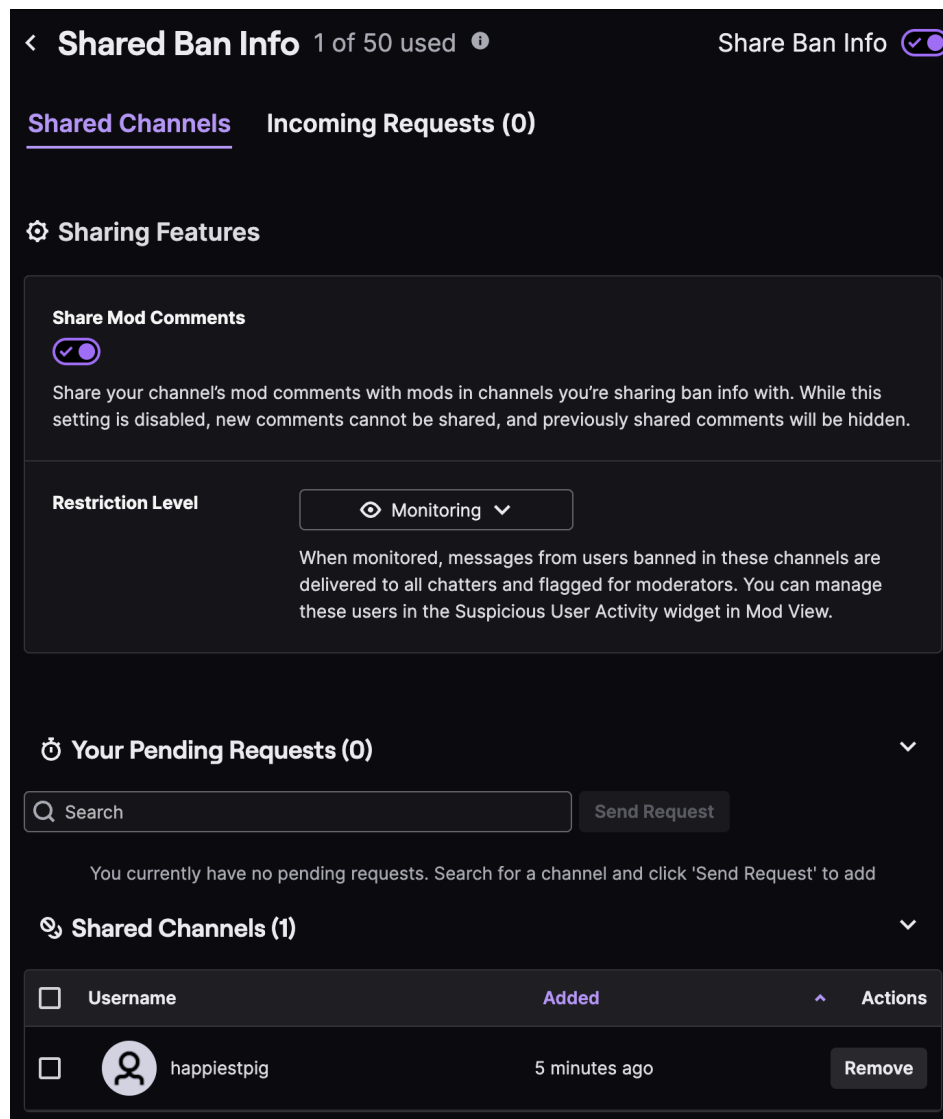 Shared Ban Info 1 of 50 used Share Ban Info
Shared Channels Incoming Requests (0)
Sharing Features
Share Mod Comments
Share your channel’s mod comments with mods in channels you’re sharing ban info with. While this
setting is disabled, new comments cannot be shared, and previously shared comments will be hidden.
Restriction Level
Monitoring
When monitored, messages from users banned in these channels are
delivered to all chatters and flagged for moderators. You can manage
these users in the Suspicious User Activity widget in Mod View.
Your Pending Requests (0)
Search Send Request
You currently have no pending requests. Search for a channel and click 'Send Request' to add
Shared Channels (1)
Username Added Actions
happiestpig 5 minutes ago Remove